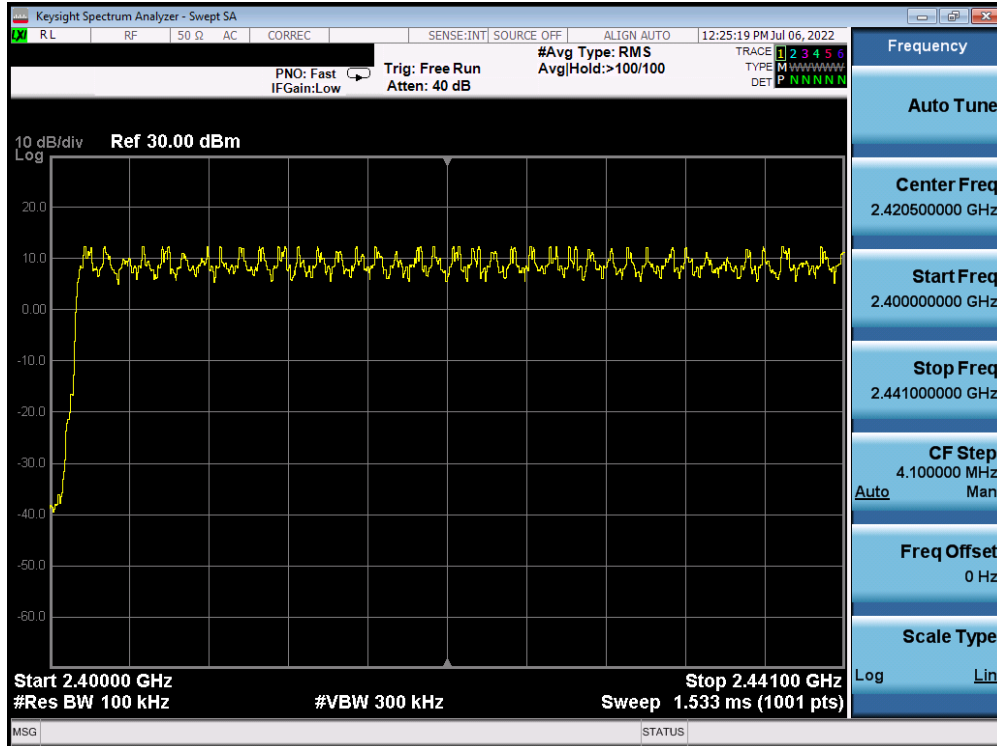 Keysight Spectrum Analyzer - Swept SA
LXI RL RF 50 Ω AC CORREC SENSE:INT SOURCE OFF ALIGN AUTO 12:25:19 PM Jul 06, 2022
PNO: Fast
IFGain:Low
Trig: Free Run
Atten: 40 dB
#Avg Type: RMS
Avg|Hold:>100/100
TRACE 1 2 3 4 5 6
TYPE M WWWWW
DET P N N N N N
10 dB/div Ref 30.00 dBm
Log
20.0
10.0
0.00
-10.0
-20.0
-30.0
-40.0
-50.0
-60.0
Start 2.40000 GHz Stop 2.44100 GHz
#Res BW 100 kHz #VBW 300 kHz Sweep 1.533 ms (1001 pts)
MSG STATUS
Frequency
Auto Tune
Center Freq
2.420500000 GHz
Start Freq
2.400000000 GHz
Stop Freq
2.441000000 GHz
CF Step
4.100000 MHz
Auto Man
Freq Offset
0 Hz
Scale Type
Log Lin